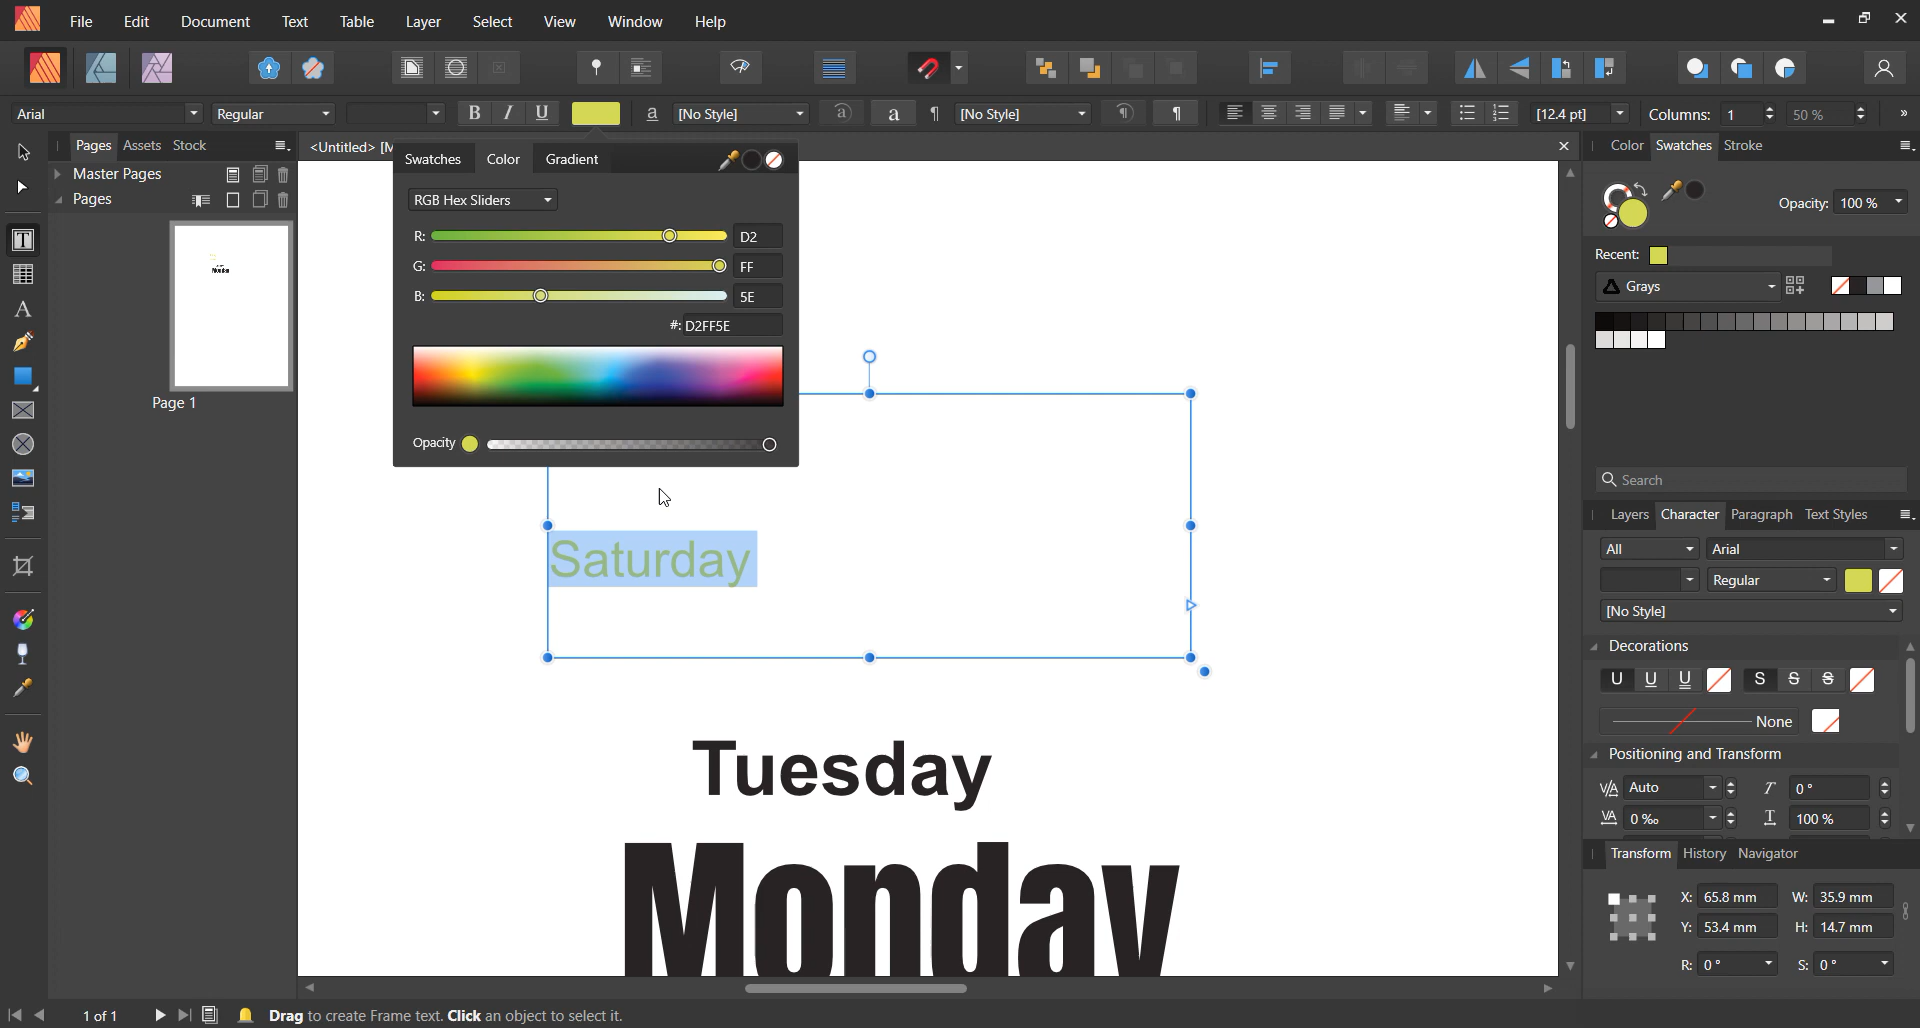 File Edit Document Text Table Layer Select View Window Help
Arial Regular B I U a [No Style] a a ¶ [No Style] ¶ ¶ [12.4 pt] Columns: 1 50 % »
Pages Assets Stock
<Untitled> [M
Master Pages
Pages
Page 1
Swatches Color Gradient
RGB Hex Sliders
R: D2
G: FF
B: 5E
#: D2FF5E
Opacity
Saturday
Tuesday
Monday
Color Swatches Stroke
Opacity: 100 %
Recent:
Grays
Search
Layers Character Paragraph Text Styles
All Arial
Regular
[No Style]
Decorations
U U U S S S
None
Positioning and Transform
V/A Auto T 0 °
VA 0 ‰ T 100 %
Transform History Navigator
X: 65.8 mm W: 35.9 mm
Y: 53.4 mm H: 14.7 mm
R: 0 ° S: 0 °
1 of 1 Drag to create Frame text. Click an object to select it.